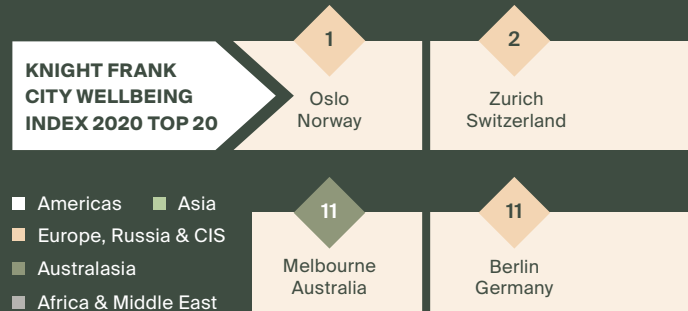 KNIGHT FRANK
CITY WELLBEING
INDEX 2020 TOP 20
1
Oslo
Norway
2
Zurich
Switzerland
Americas
Asia
Europe, Russia & CIS
Australasia
Africa & Middle East
11
Melbourne
Australia
11
Berlin
Germany